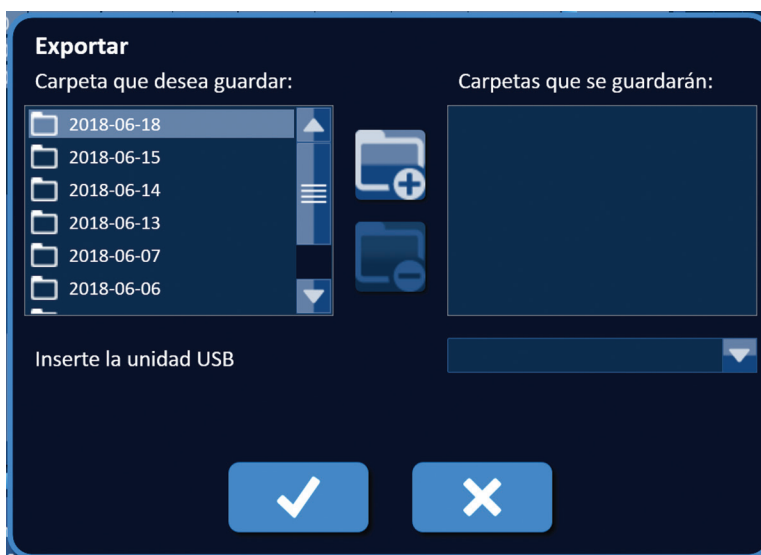 Exportar
Carpeta que desea guardar:
Carpetas que se guardarán:
2018-06-18
2018-06-15
2018-06-14
2018-06-13
2018-06-07
2018-06-06
Inserte la unidad USB